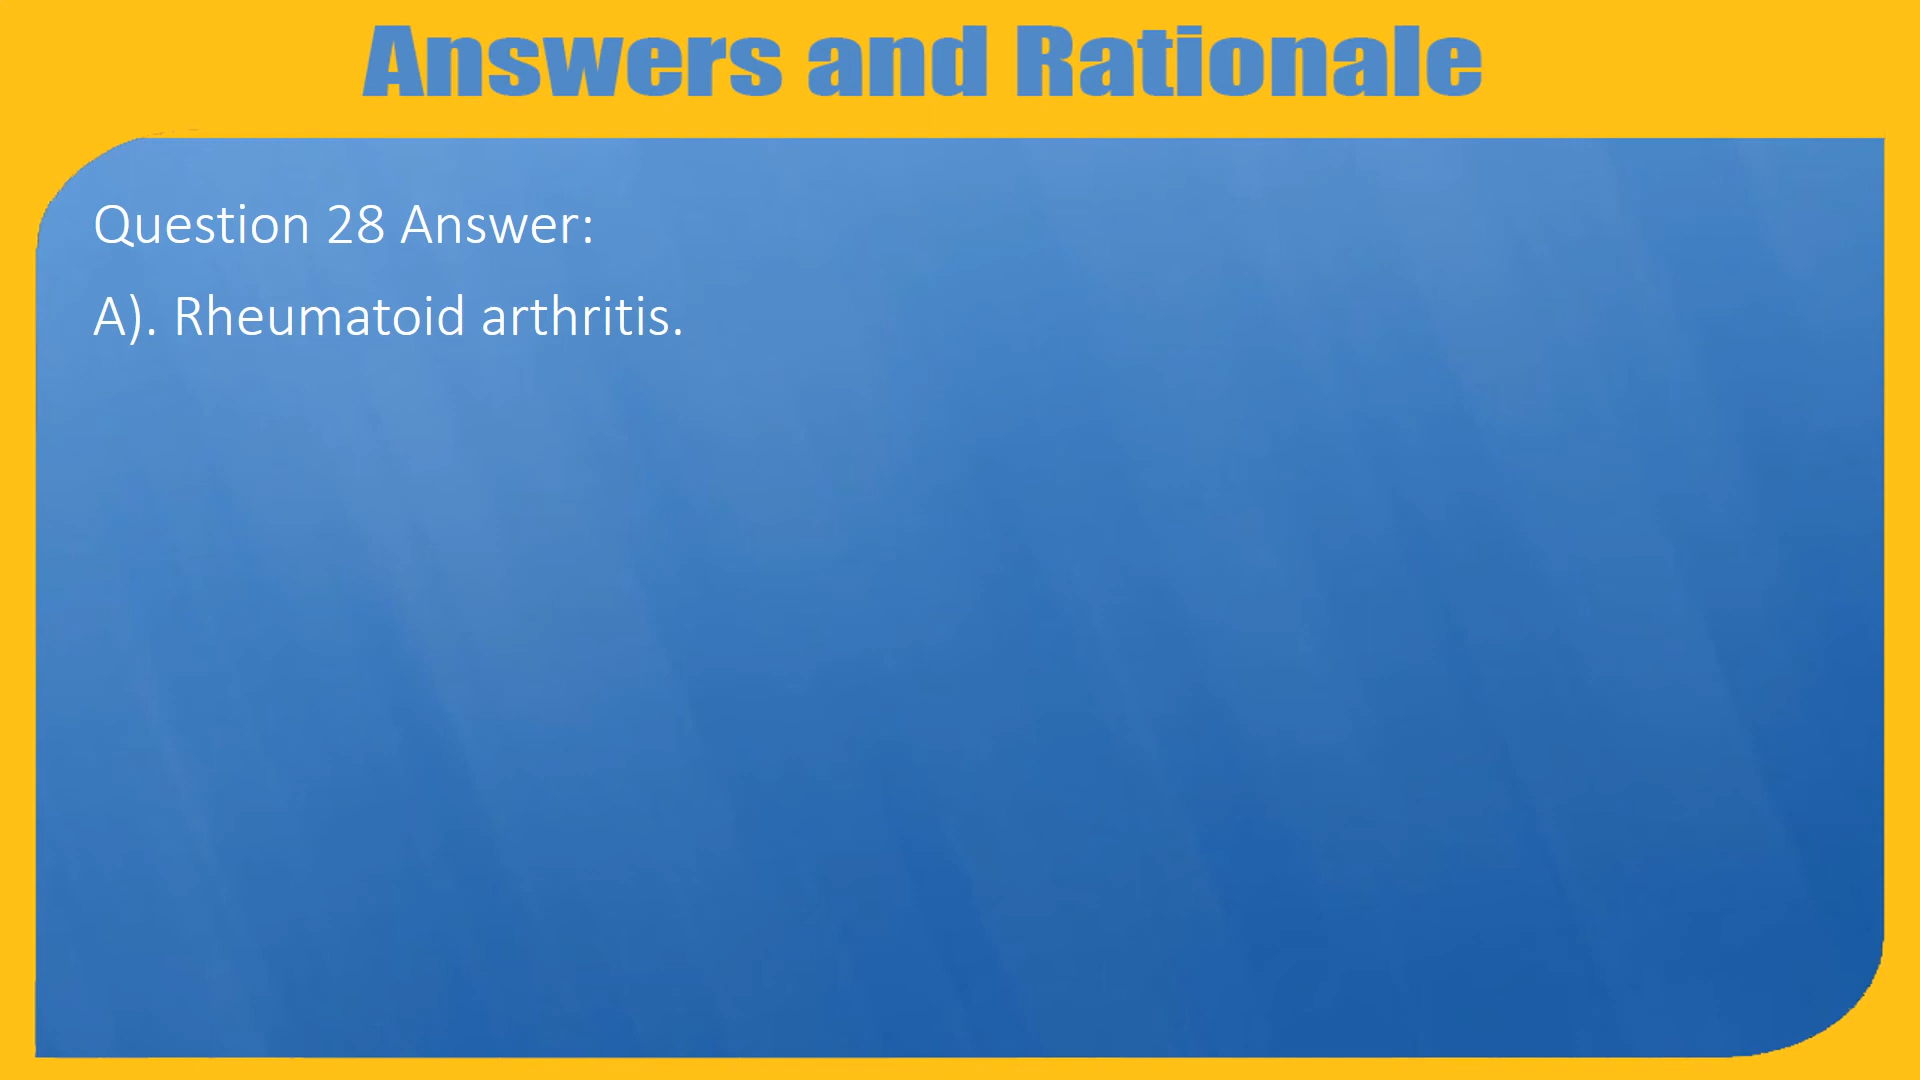 Answers and Rationale
Question 28 Answer:
A). Rheumatoid arthritis.